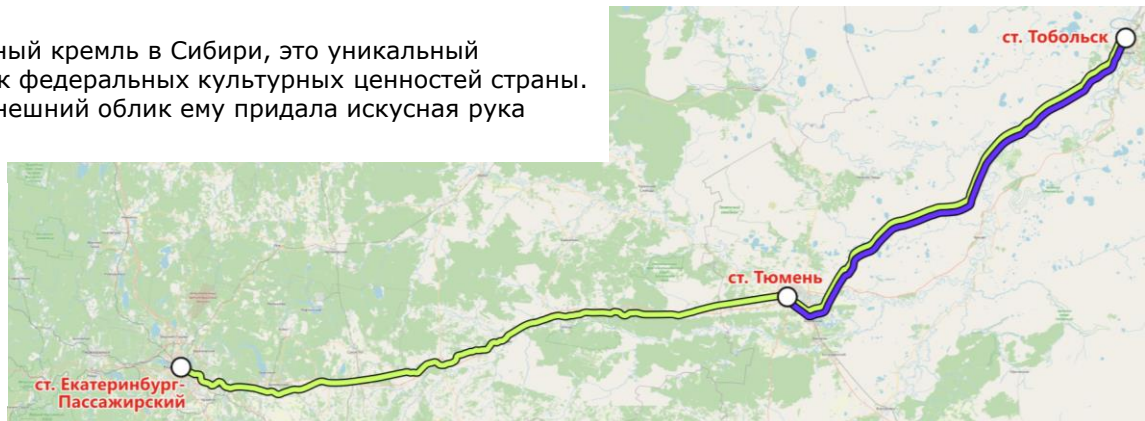 ный кремль в Сибири, это уникальный
к федеральных культурных ценностей страны.
нешний облик ему придала искусная рука
ст. Тобольск
ст. Тюмень
ст. Екатеринбург-
Пассажирский